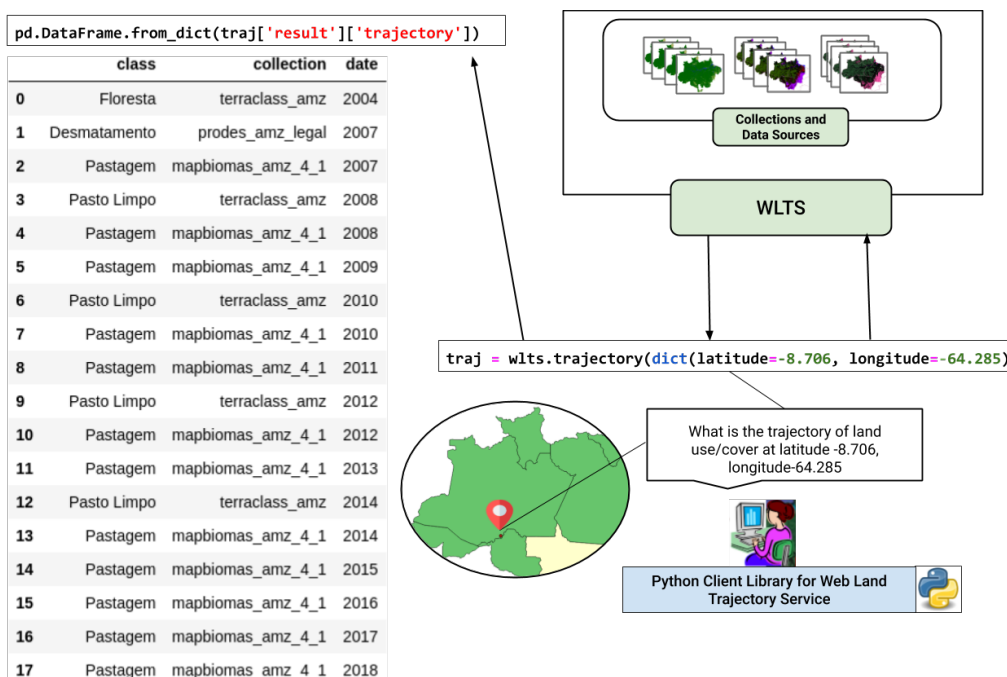 pd.DataFrame.from_dict(traj['result']['trajectory'])
class collection date
0 Floresta terraclass_amz 2004
1 Desmatamento prodes_amz_legal 2007
2 Pastagem mapbiomas_amz_4_1 2007
3 Pasto Limpo terraclass_amz 2008
4 Pastagem mapbiomas_amz_4_1 2008
5 Pastagem mapbiomas_amz_4_1 2009
6 Pasto Limpo terraclass_amz 2010
7 Pastagem mapbiomas_amz_4_1 2010
8 Pastagem mapbiomas_amz_4_1 2011
9 Pasto Limpo terraclass_amz 2012
10 Pastagem mapbiomas_amz_4_1 2012
11 Pastagem mapbiomas_amz_4_1 2013
12 Pasto Limpo terraclass_amz 2014
13 Pastagem mapbiomas_amz_4_1 2014
14 Pastagem mapbiomas_amz_4_1 2015
15 Pastagem mapbiomas_amz_4_1 2016
16 Pastagem mapbiomas_amz_4_1 2017
17 Pastagem mapbiomas_amz_4_1 2018
Collections and
Data Sources
WLTS
traj = wlts.trajectory(dict(latitude=-8.706, longitude=-64.285)
What is the trajectory of land
use/cover at latitude -8.706,
longitude-64.285
Python Client Library for Web Land
Trajectory Service